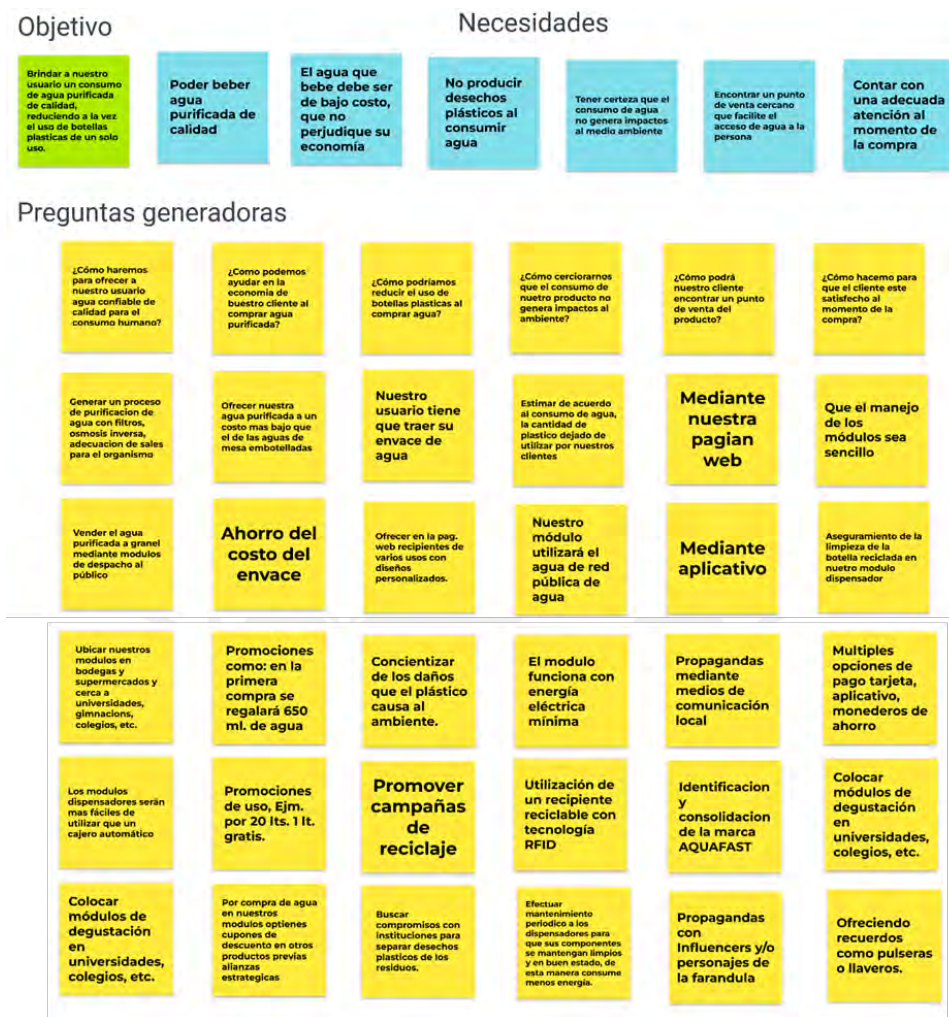 Objetivo
Necesidades
Brindar a nuestro
usuario un consumo
de agua purificada
de calidad,
reduciendo a la vez
el uso de botellas
plasticas de un solo
uso.
Poder beber
agua
purificada de
calidad
El agua que
bebe debe ser
de bajo costo,
que no
perjudique su
economía
No producir
desechos
plásticos al
consumir
agua
Tener certeza que el
consumo de agua
no genera impactos
al medio ambiente
Encontrar un punto
de venta cercano
que facilite el
acceso de agua a la
persona
Contar con
una adecuada
atención al
momento de
la compra
Preguntas generadoras
¿Cómo haremos
para ofrecer a
nuestro usuario
agua confiable de
calidad para el
consumo humano?
¿Como podemos
ayudar en la
economia de
buestro cliente al
comprar agua
purificada?
¿Cómo podríamos
reducir el uso de
botellas plasticas al
comprar agua?
¿Cómo cerciorarnos
que el consumo de
nuetro producto no
genera impactos al
ambiente?
¿Cómo podrá
nuestro cliente
encontrar un punto
de venta del
producto?
¿Cómo hacemo para
que el cliente este
satisfecho al
momento de la
compra?
Generar un proceso
de purificacion de
agua con filtros,
osmosis inversa,
adecuacion de sales
para el organismo
Ofrecer nuestra
agua purificada a un
costo mas bajo que
el de las aguas de
mesa embotelladas
Nuestro
usuario tiene
que traer su
envace de
agua
Estimar de acuerdo
al consumo de agua,
la cantidad de
plastico dejado de
utilizar por nuestros
clientes
Mediante
nuestra
pagian
web
Que el manejo
de los
módulos sea
sencillo
Vender el agua
purificada a granel
mediante modulos
de despacho al
público
Ahorro del
costo del
envace
Ofrecer en la pag.
web recipientes de
varios usos con
diseños
personalizados.
Nuestro
módulo
utilizará el
agua de red
pública de
agua
Mediante
aplicativo
Aseguramiento de la
limpieza de la
botella reciclada en
nuetro modulo
dispensador
Ubicar nuestros
modulos en
bodegas y
supermercados y
cerca a
universidades,
gimnacions,
colegios, etc.
Promociones
como: en la
primera
compra se
regalará 650
ml. de agua
Concientizar
de los daños
que el plástico
causa al
ambiente.
El modulo
funciona con
energía
eléctrica
mínima
Propagandas
mediante
medios de
comunicación
local
Multiples
opciones de
pago tarjeta,
aplicativo,
monederos de
ahorro
Los modulos
dispensadores serán
mas fáciles de
utilizar que un
cajero automático
Promociones
de uso, Ejm.
por 20 lts. 1 lt.
gratis.
Promover
campañas
de
reciclaje
Utilización de
un recipiente
reciclable con
tecnología
RFID
Identificacion
y
consolidacion
de la marca
AQUAFAST
Colocar
módulos de
degustación
en
universidades,
colegios, etc.
Colocar
módulos de
degustación
en
universidades,
colegios, etc.
Por compra de agua
en nuestros
modulos optienes
cupones de
descuento en otros
productos previas
alianzas
estrategicas
Buscar
compromisos con
instituciones para
separar desechos
plasticos de los
residuos.
Efectuar
mantenimiento
periodico a los
dispensadores para
que sus componentes
se mantengan limpios
y en buen estado, de
esta manera consume
menos energía.
Propagandas
con
Influencers y/o
personajes de
la farandula
Ofreciendo
recuerdos
como pulseras
o llaveros.